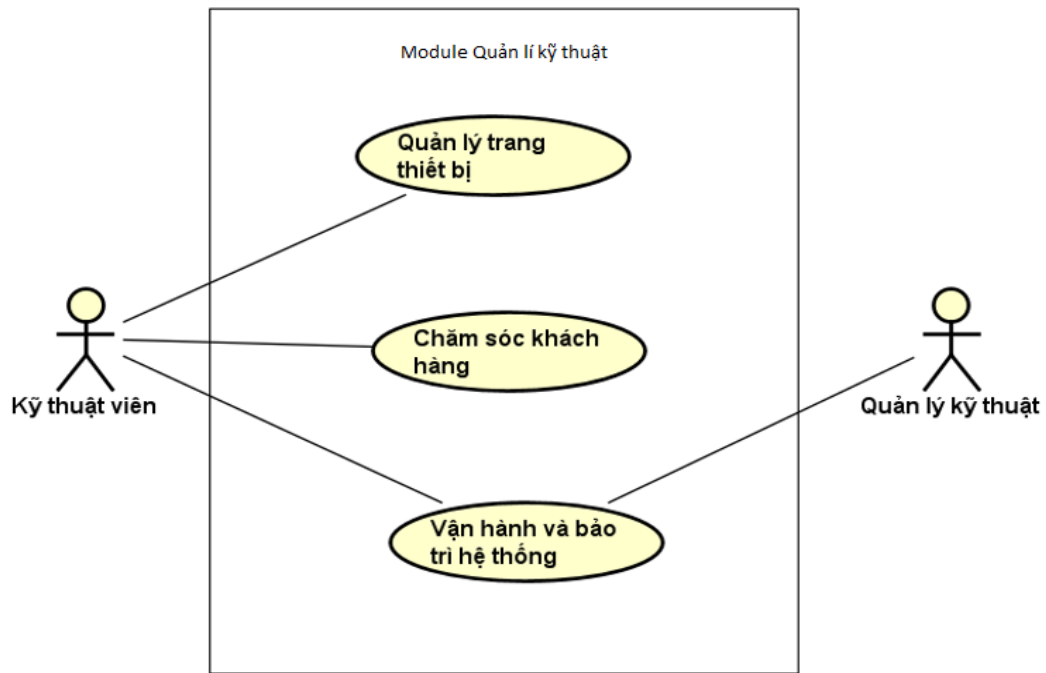 Module Quản lí kỹ thuật
Quản lý trang
thiết bị
Chăm sóc khách
hàng
Kỹ thuật viên
Quản lý kỹ thuật
Vận hành và bảo
trì hệ thống